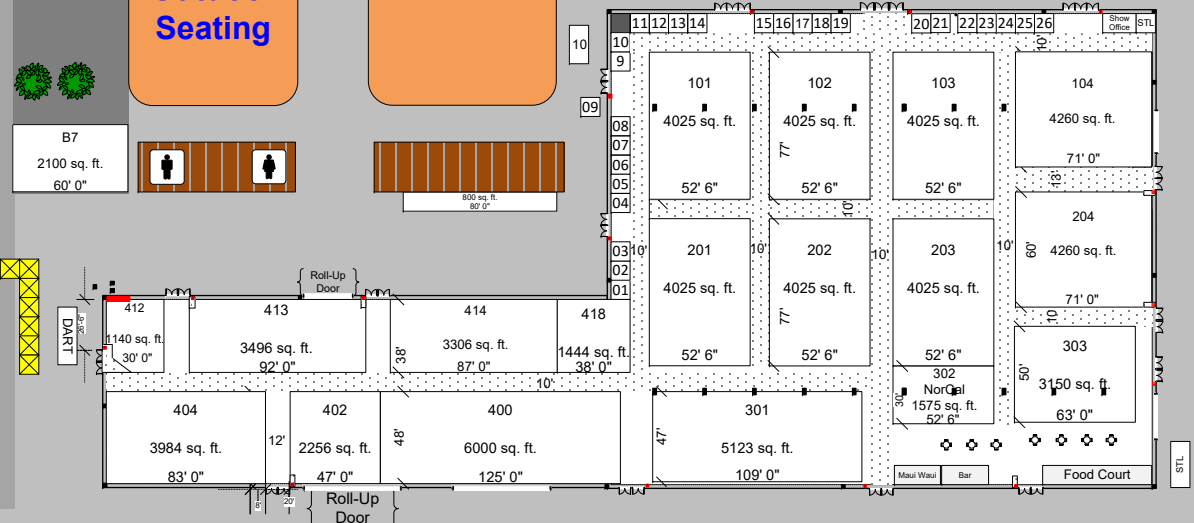 Seating
B7
2100 sq. ft.
60' 0"
800 sq. ft.
80' 0"
10
09
11 12 13 14
15 16 17 18 19
20 21
22 23 24 25 26
Show
Office
STL
10
9
08
07
06
05
04
03
02
01
101
4025 sq. ft.
52' 6"
102
4025 sq. ft.
77'
52' 6"
103
4025 sq. ft.
52' 6"
10'
104
4260 sq. ft.
71' 0"
13'
10'
201
4025 sq. ft.
52' 6"
10'
10'
202
4025 sq. ft.
77'
52' 6"
10'
203
4025 sq. ft.
52' 6"
10'
204
4260 sq. ft.
60'
71' 0"
10
302
NorCal
1575 sq. ft.
30'
52' 6"
303
50'
3150 sq. ft.
63' 0"
Roll-Up
Door
DART
26'-6"
412
1140 sq. ft.
30' 0"
413
3496 sq. ft.
92' 0"
414
3306 sq. ft.
38'
87' 0"
418
1444 sq. ft.
38' 0"
10'
404
3984 sq. ft.
83' 0"
12'
402
2256 sq. ft.
47' 0"
400
48'
6000 sq. ft.
125' 0"
301
47'
5123 sq. ft.
109' 0"
8'
20'
Roll-Up
Door
Maui Waui
Bar
Food Court
STL